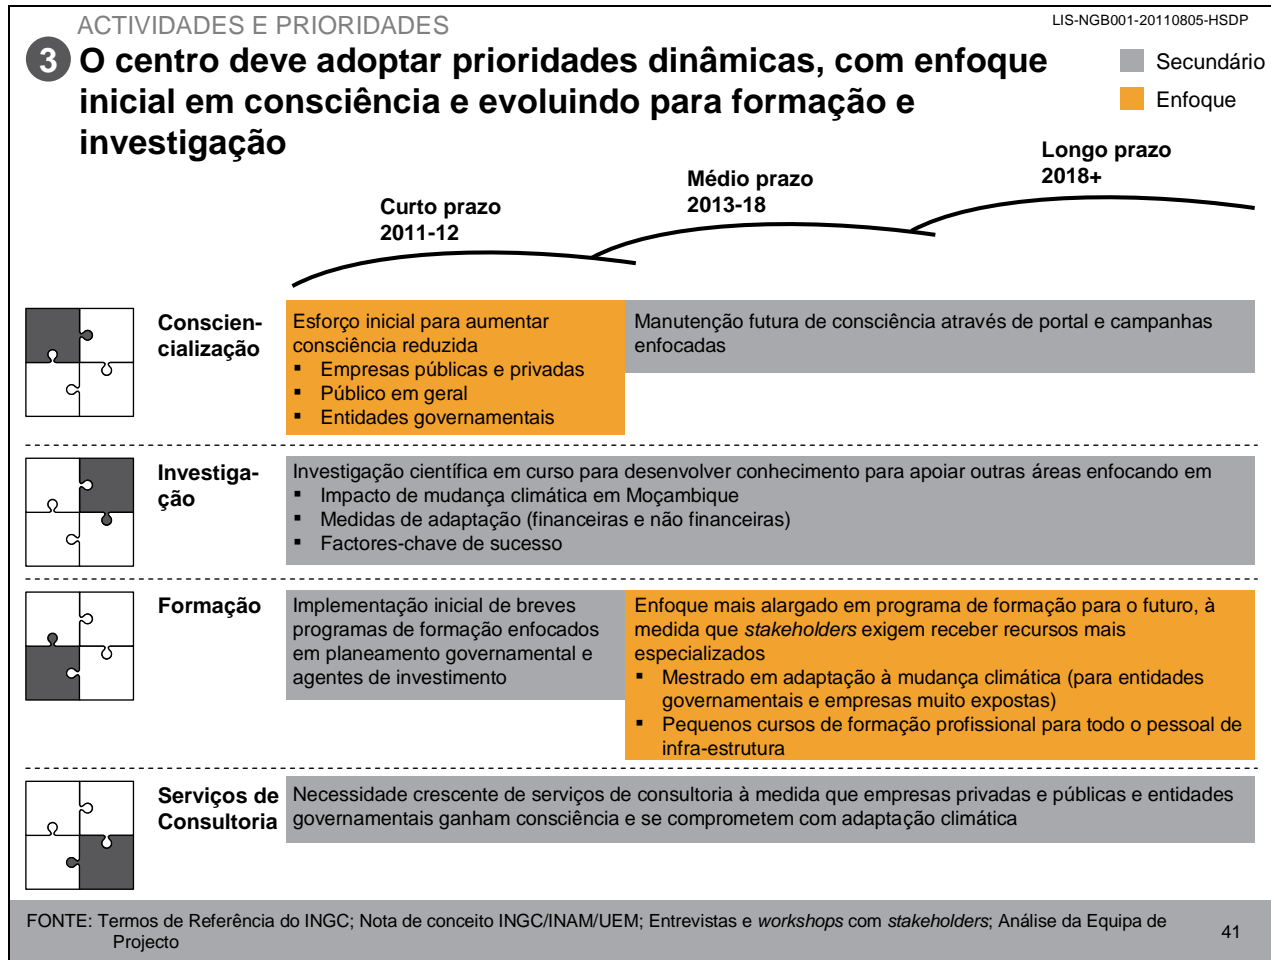 ACTIVIDADES E PRIORIDADES
LIS-NGB001-20110805-HSDP
3 O centro deve adoptar prioridades dinâmicas, com enfoque
inicial em consciência e evoluindo para formação e
investigação
Secundário
Enfoque
Curto prazo
2011-12
Médio prazo
2013-18
Longo prazo
2018+
Conscien-
cialização
Esforço inicial para aumentar
consciência reduzida
▪ Empresas públicas e privadas
▪ Público em geral
▪ Entidades governamentais
Manutenção futura de consciência através de portal e campanhas
enfocadas
Investiga-
ção
Investigação científica em curso para desenvolver conhecimento para apoiar outras áreas enfocando em
▪ Impacto de mudança climática em Moçambique
▪ Medidas de adaptação (financeiras e não financeiras)
▪ Factores-chave de sucesso
Formação
Implementação inicial de breves
programas de formação enfocados
em planeamento governamental e
agentes de investimento
Enfoque mais alargado em programa de formação para o futuro, à
medida que stakeholders exigem receber recursos mais
especializados
▪ Mestrado em adaptação à mudança climática (para entidades
governamentais e empresas muito expostas)
▪ Pequenos cursos de formação profissional para todo o pessoal de
infra-estrutura
Serviços de
Consultoria
Necessidade crescente de serviços de consultoria à medida que empresas privadas e públicas e entidades
governamentais ganham consciência e se comprometem com adaptação climática
FONTE: Termos de Referência do INGC; Nota de conceito INGC/INAM/UEM; Entrevistas e workshops com stakeholders; Análise da Equipa de
Projecto
41